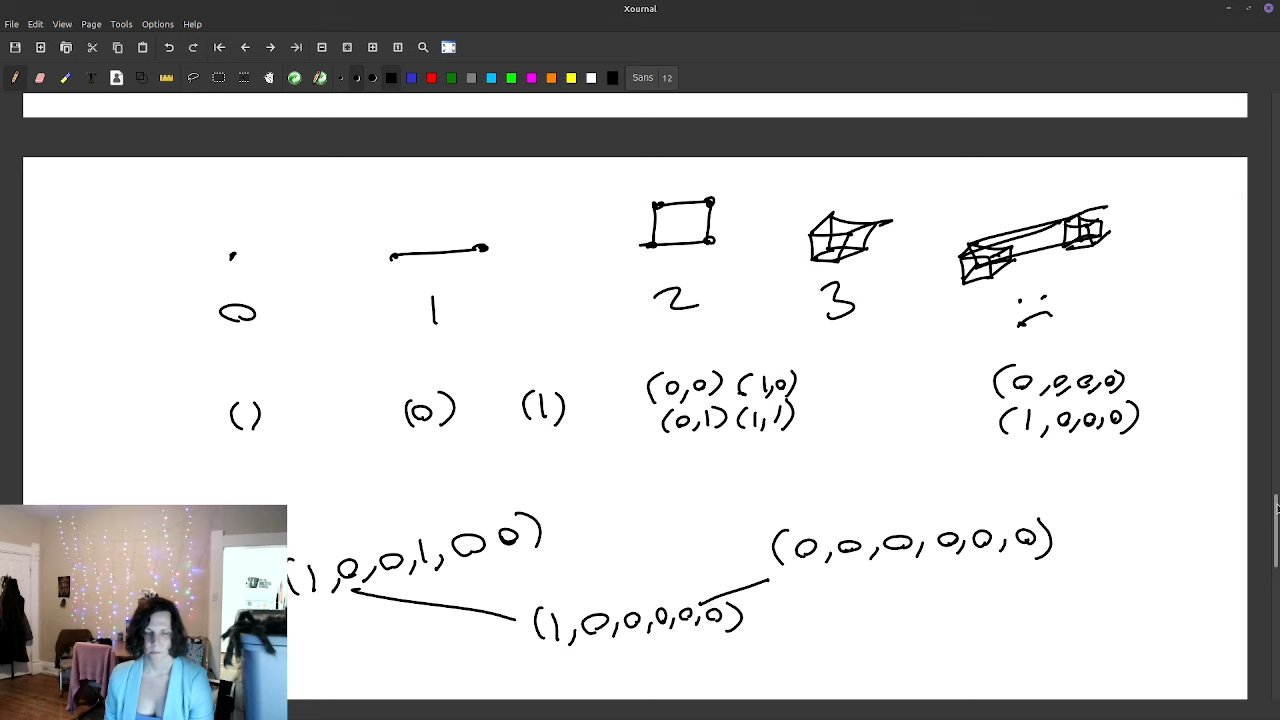 Xournal
File Edit View Page Tools Options Help
Sans 12
0 1 2 3
() (0) (1) (0,0) (1,0) (0,0,0,0)
(0,1) (1,1) (1,0,0,0)
(1,0,0,1,0 0) (0,0,0,0,0,0)
(1,0,0,0,0,0)